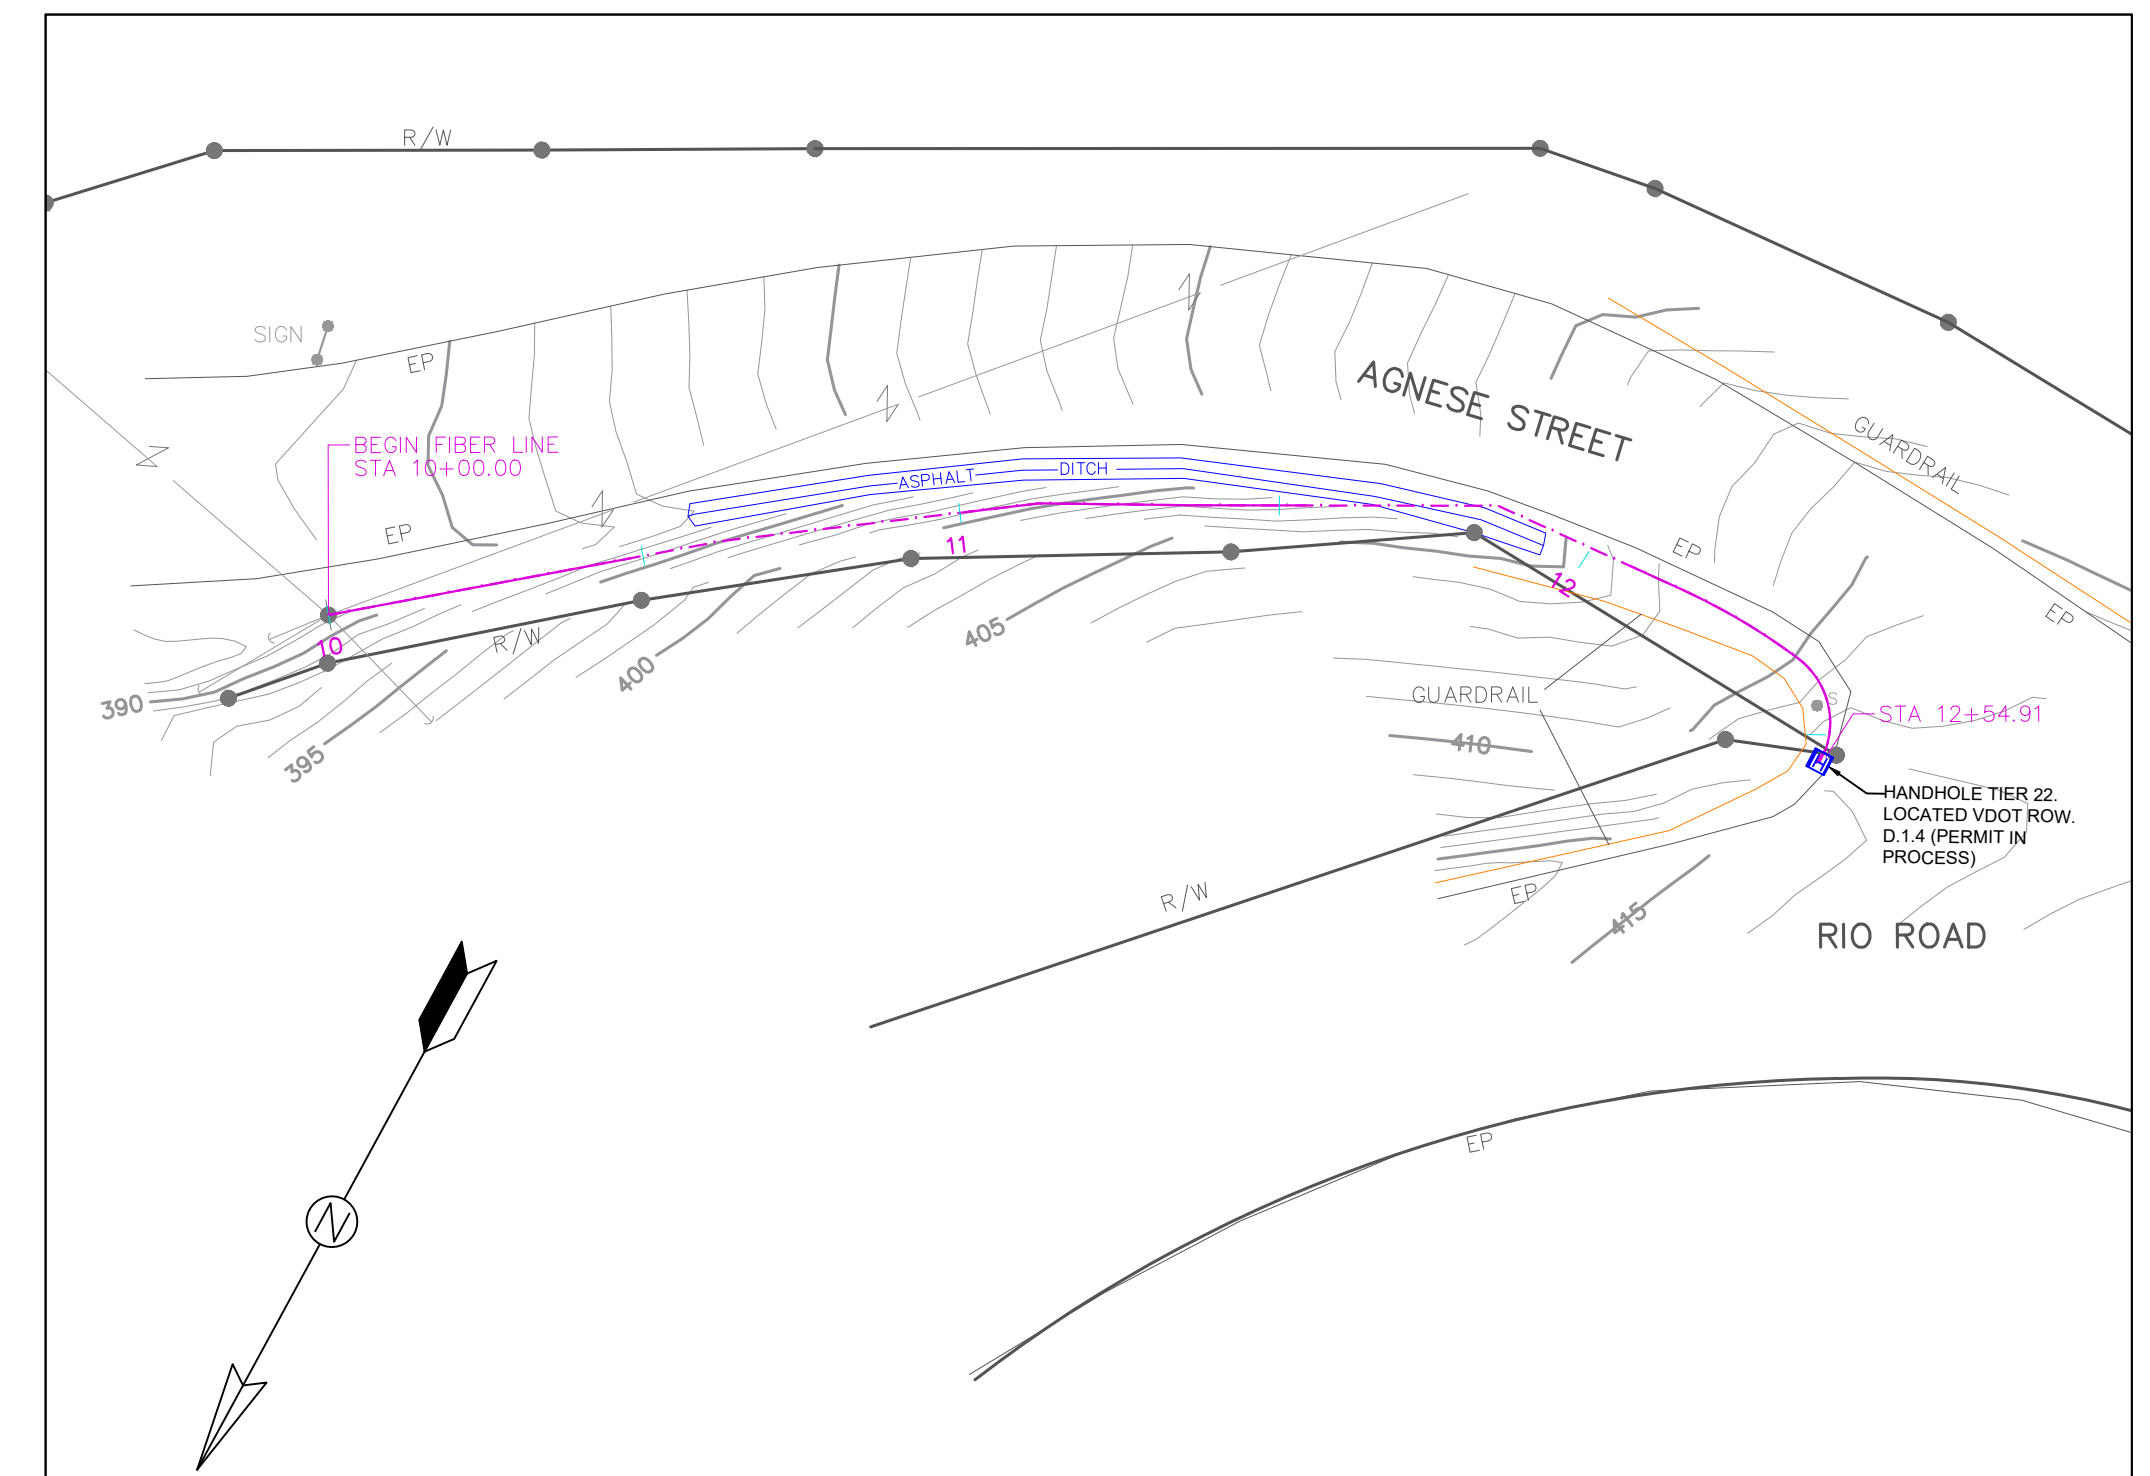 R/W
SIGN
EP
AGNESE STREET
GUARDRAIL
BEGIN FIBER LINE
STA 10+00.00
ASPHALT
DITCH
EP
EP
11
12
EP
10
R/W
405
400
390
395
GUARDRAIL
S
STA 12+54.91
410
HANDHOLE TIER 22.
LOCATED VDOT ROW.
D.1.4 (PERMIT IN
PROCESS)
H
R/W
EP
415
RIO ROAD
EP
N